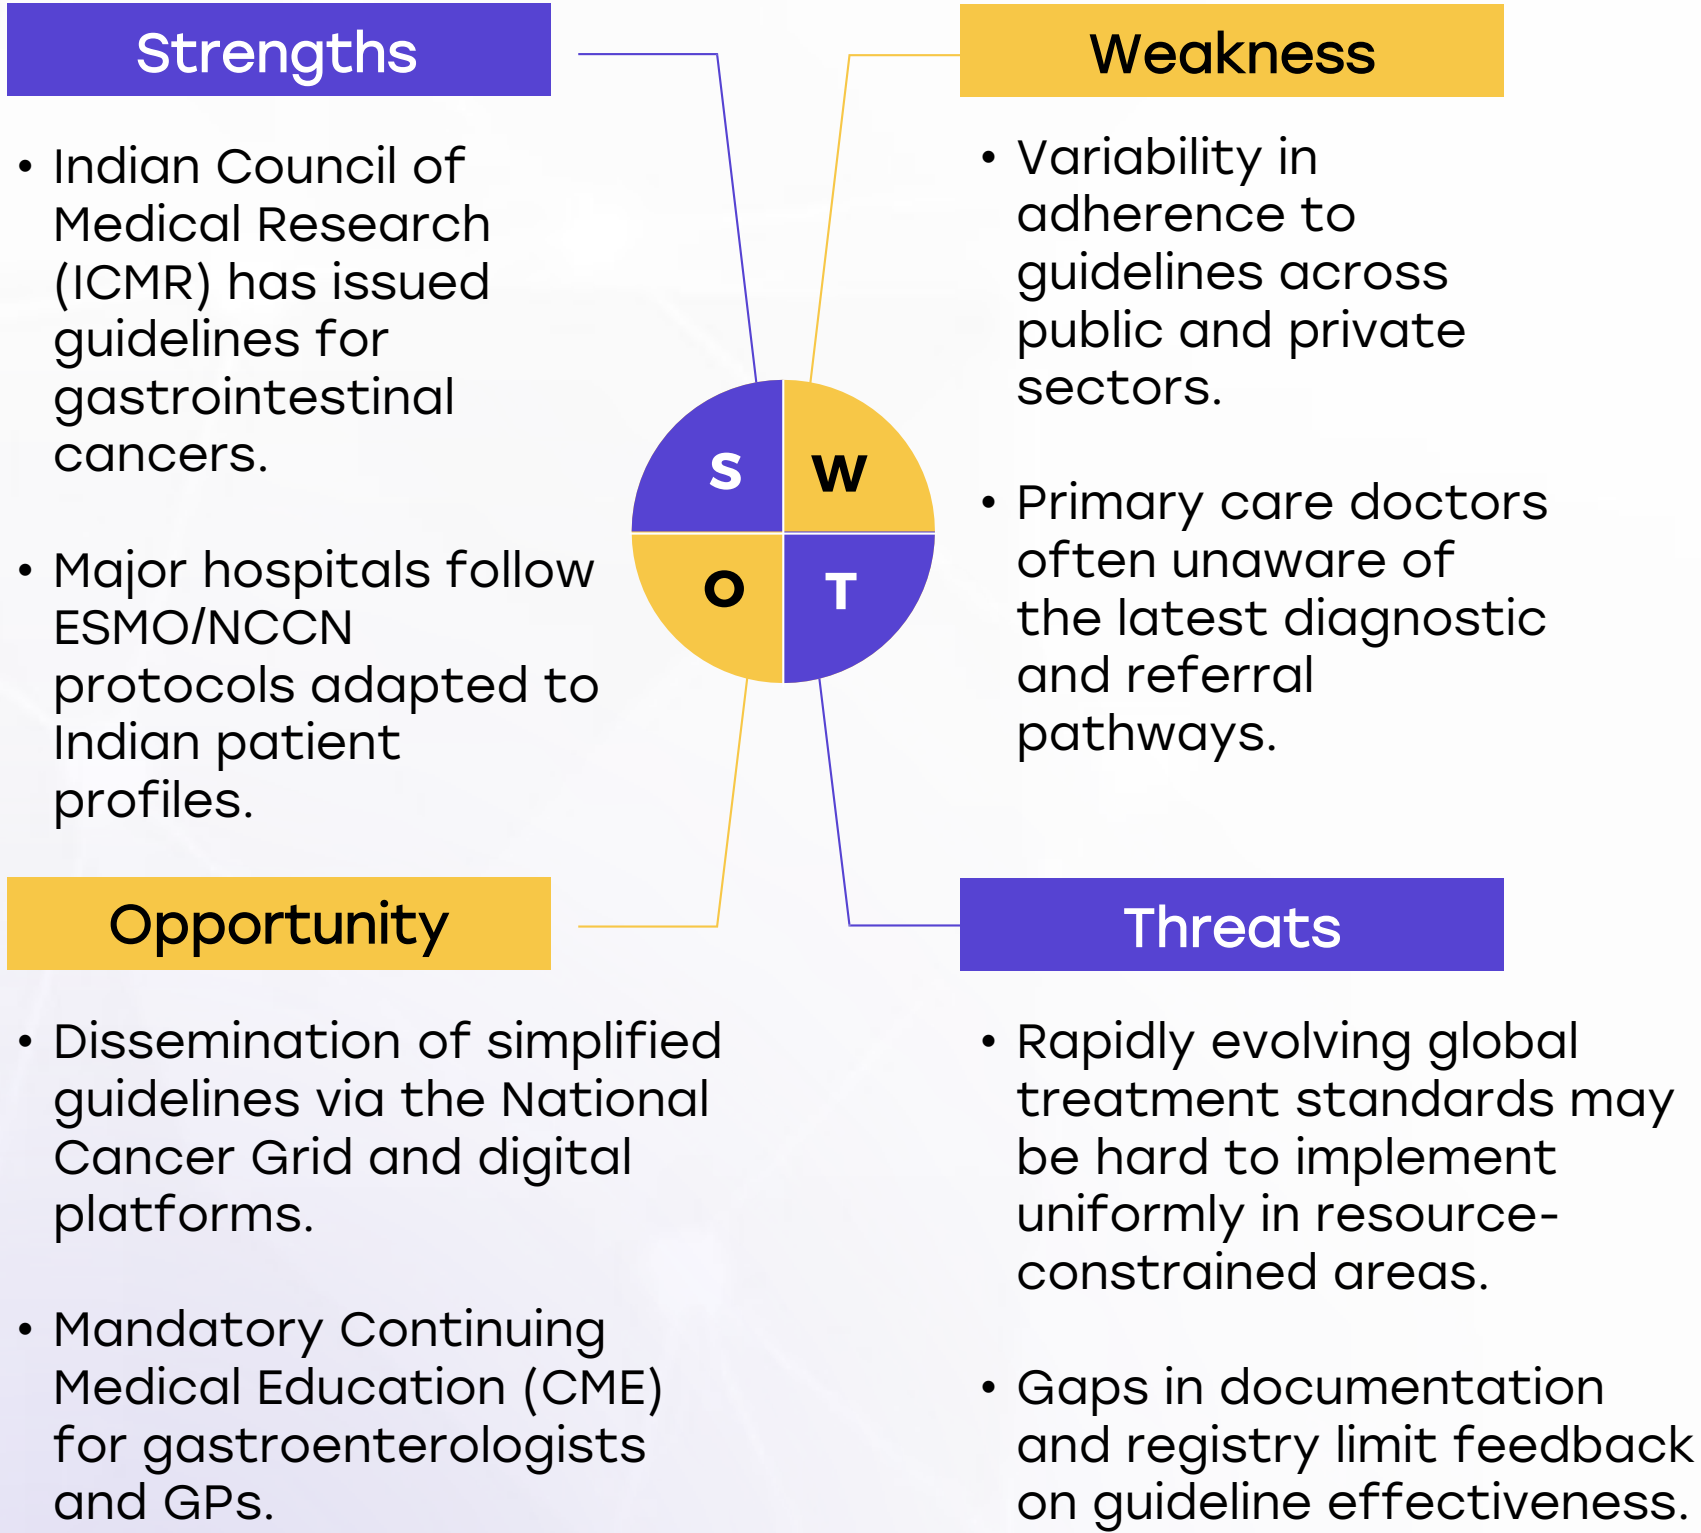 Strengths
• Indian Council of
Medical Research
(ICMR) has issued
guidelines for
gastrointestinal
cancers.
• Major hospitals follow
ESMO/NCCN
protocols adapted to
Indian patient
profiles.
Weakness
• Variability in
adherence to
guidelines across
public and private
sectors.
• Primary care doctors
often unaware of
the latest diagnostic
and referral
pathways.
S
W
O
T
Opportunity
• Dissemination of simplified
guidelines via the National
Cancer Grid and digital
platforms.
• Mandatory Continuing
Medical Education (CME)
for gastroenterologists
and GPs.
Threats
• Rapidly evolving global
treatment standards may
be hard to implement
uniformly in resource-
constrained areas.
• Gaps in documentation
and registry limit feedback
on guideline effectiveness.